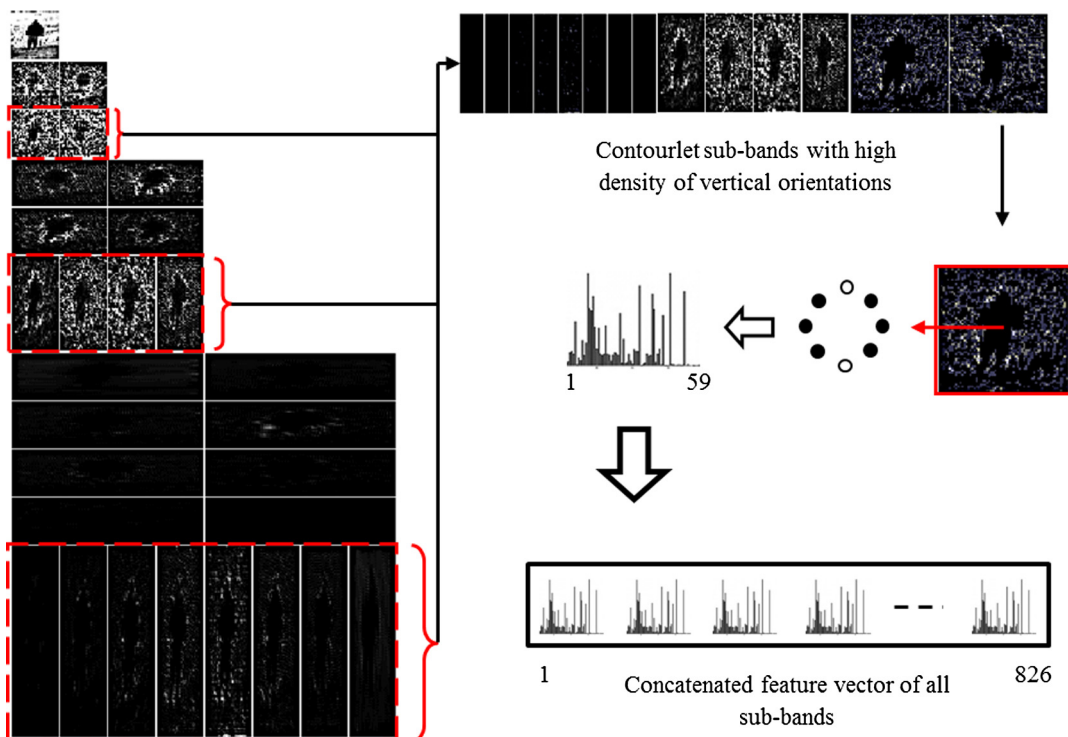 Contourlet sub-bands with high
density of vertical orientations
1 59
1 826
Concatenated feature vector of all
sub-bands